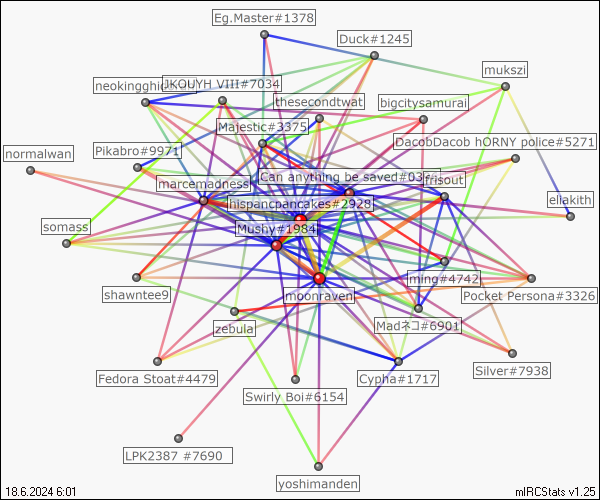 Eg.Master#1378
Duck#1245
mukszi
JKOUYH VIII#7034
thesecondtwat
bigcitysamurai
Majestic#3375
DacobDacob hORNY police#5271
normalwan
Pikabro#9971
marcemadness
Can anything be saved#03
frisout
hispancpancakes#2928
ellakith
somass
Mushy#1984
shawntee9
moonraven
ming#4742
Pocket Persona#3326
zebula
Madネコ#6901
Fedora Stoat#4479
Swirly Boi#6154
Cypha#1717
Silver#7938
LPK2387 #7690
yoshimanden
18.6.2024 6:01
mIRCStats v1.25